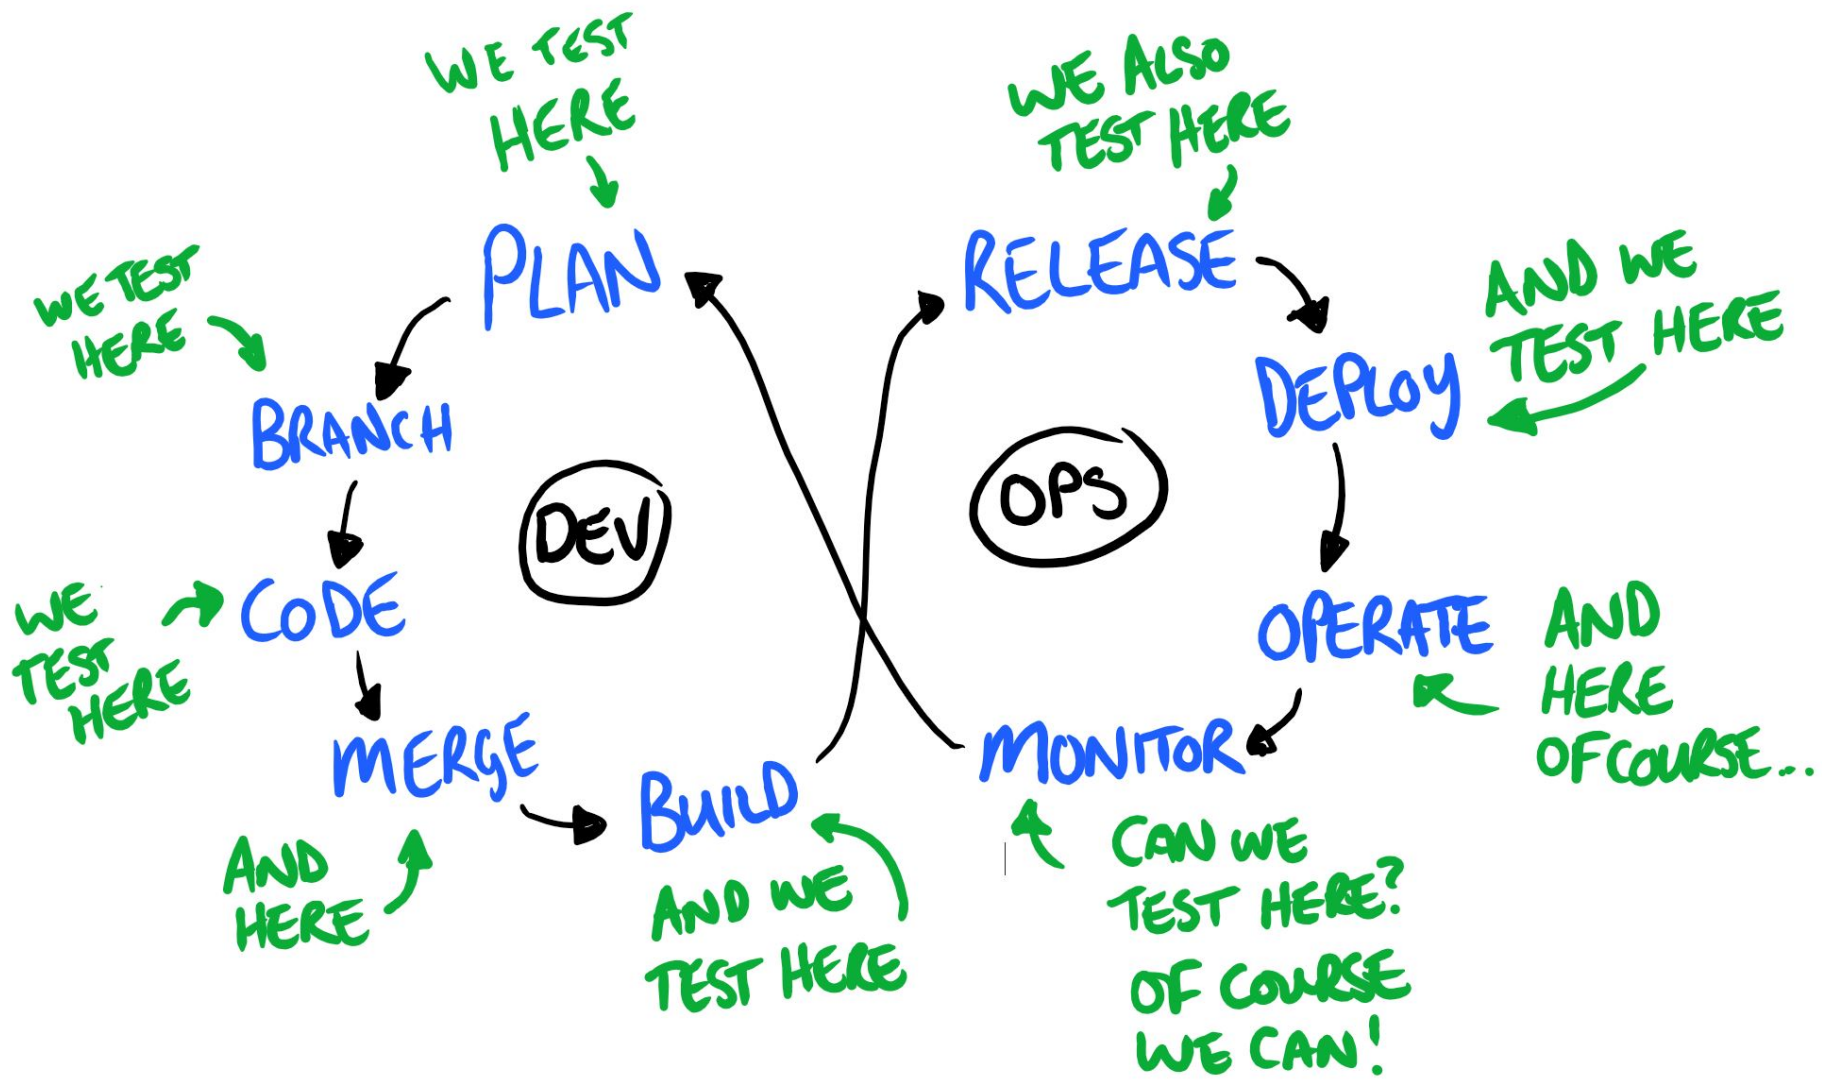 WE TEST
HERE
WE ALSO
TEST HERE
PLAN
RELEASE
WE TEST
HERE
AND WE
TEST HERE
BRANCH
DEPLOY
DEV
OPS
WE
TEST
HERE
CODE
OPERATE
AND
HERE
OF COURSE...
MERGE
MONITOR
BUILD
AND
HERE
AND WE
TEST HERE
CAN WE
TEST HERE?
OF COURSE
WE CAN!